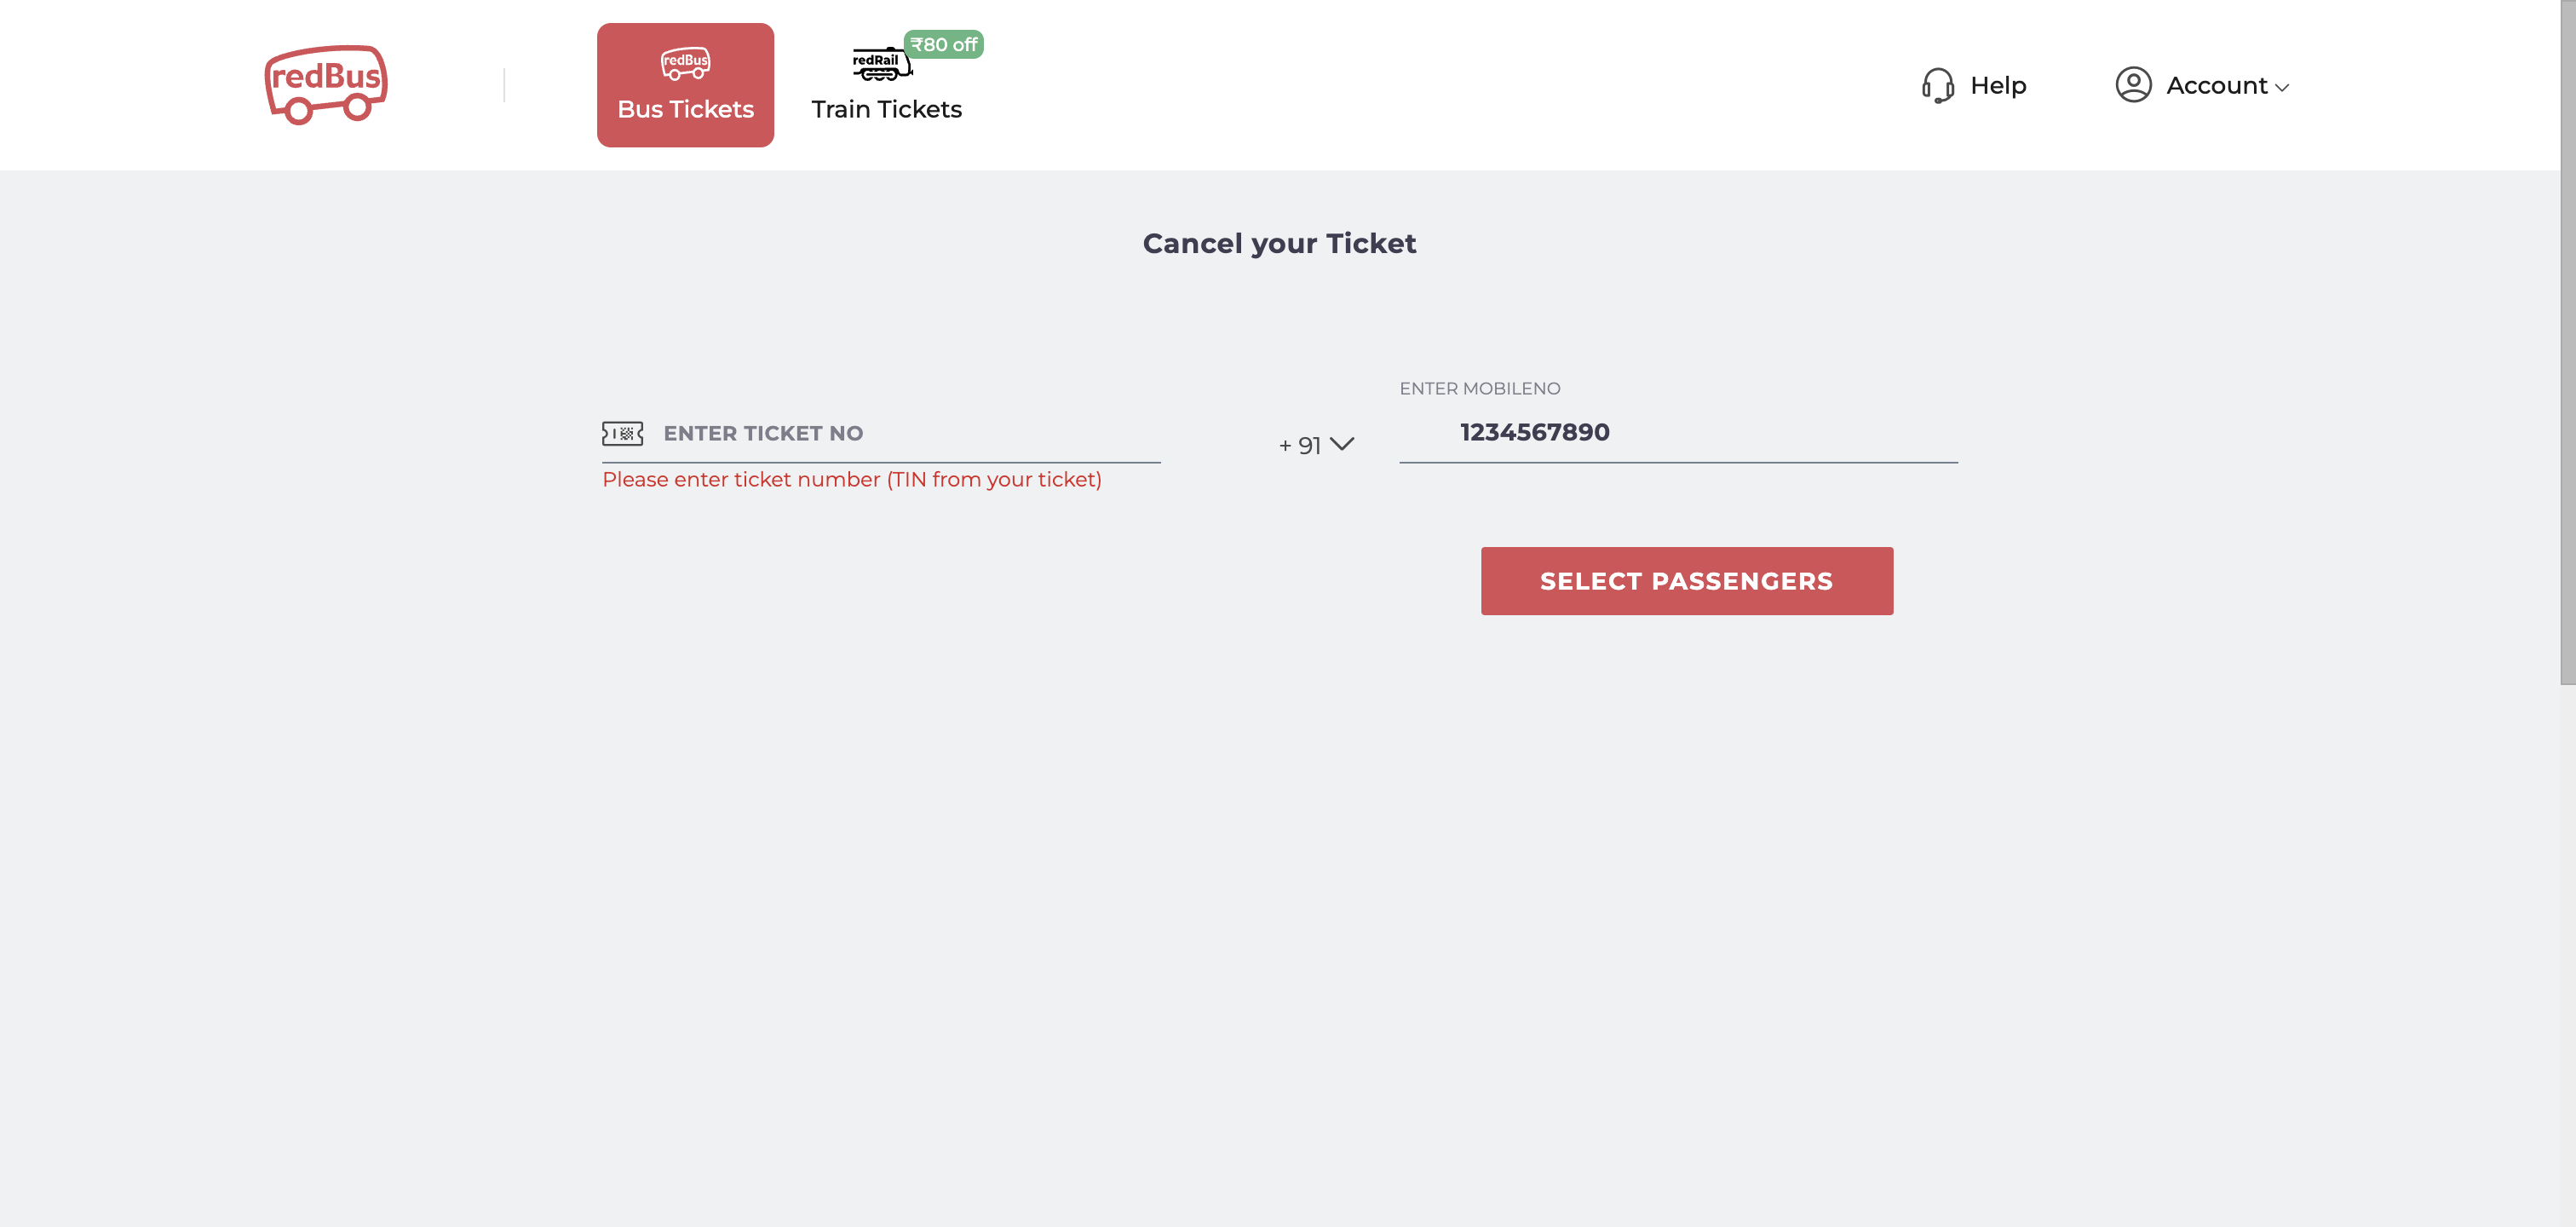 redBus
redBus
Bus Tickets
redRail
₹80 off
Train Tickets
Help
Account
Cancel your Ticket
ENTER TICKET NO
Please enter ticket number (TIN from your ticket)
+ 91
ENTER MOBILENO
1234567890
SELECT PASSENGERS